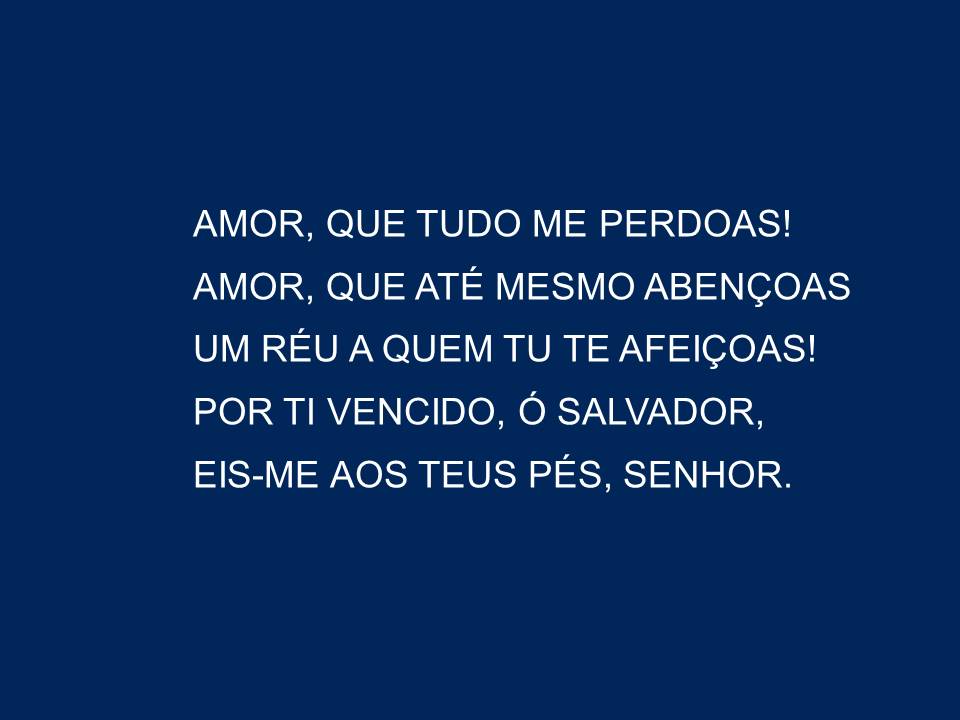 AMOR, QUE TUDO ME PERDOAS!
AMOR, QUE ATÉ MESMO ABENÇOAS
UM RÉU A QUEM TU TE AFEIÇOAS!
POR TI VENCIDO, Ó SALVADOR,
EIS-ME AOS TEUS PÉS, SENHOR.